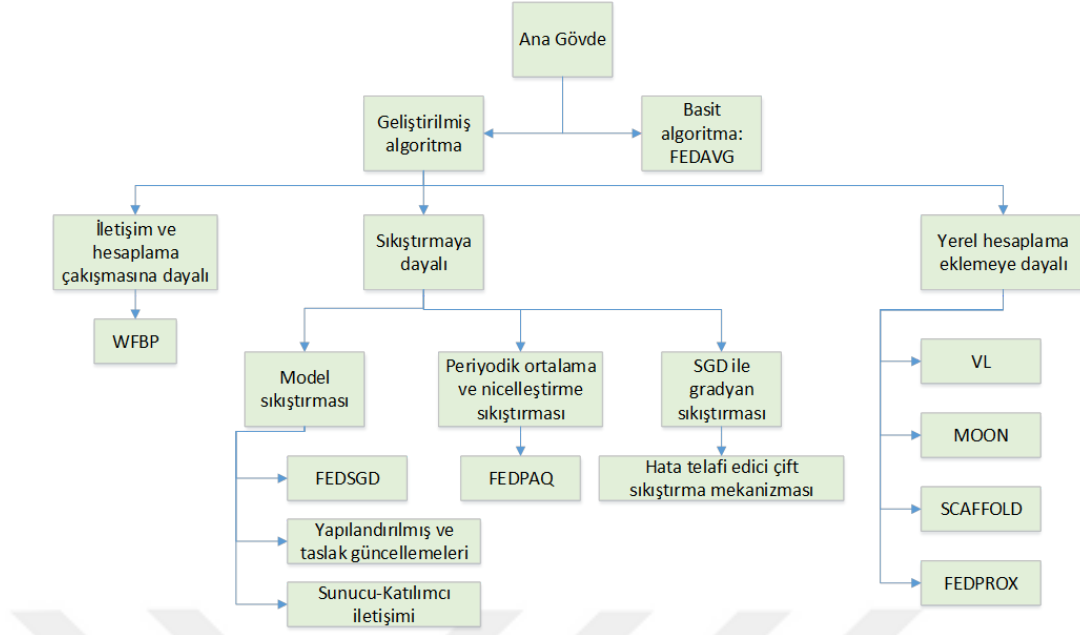 Ana Gövde
Geliştirilmiş
algoritma
Basit
algoritma:
FEDAVG
İletişim ve
hesaplama
çakışmasına dayalı
Sıkıştırmaya
dayalı
Yerel hesaplama
eklemeye dayalı
WFBP
Model
sıkıştırması
Periyodik ortalama
ve nicelleştirme
sıkıştırması
SGD ile
gradyan
sıkıştırması
VL
MOON
SCAFFOLD
FEDPROX
FEDSGD
FEDPAQ
Hata telafi edici çift
sıkıştırma mekanizması
Yapılandırılmış ve
taslak güncellemeleri
Sunucu-Katılımcı
iletişimi